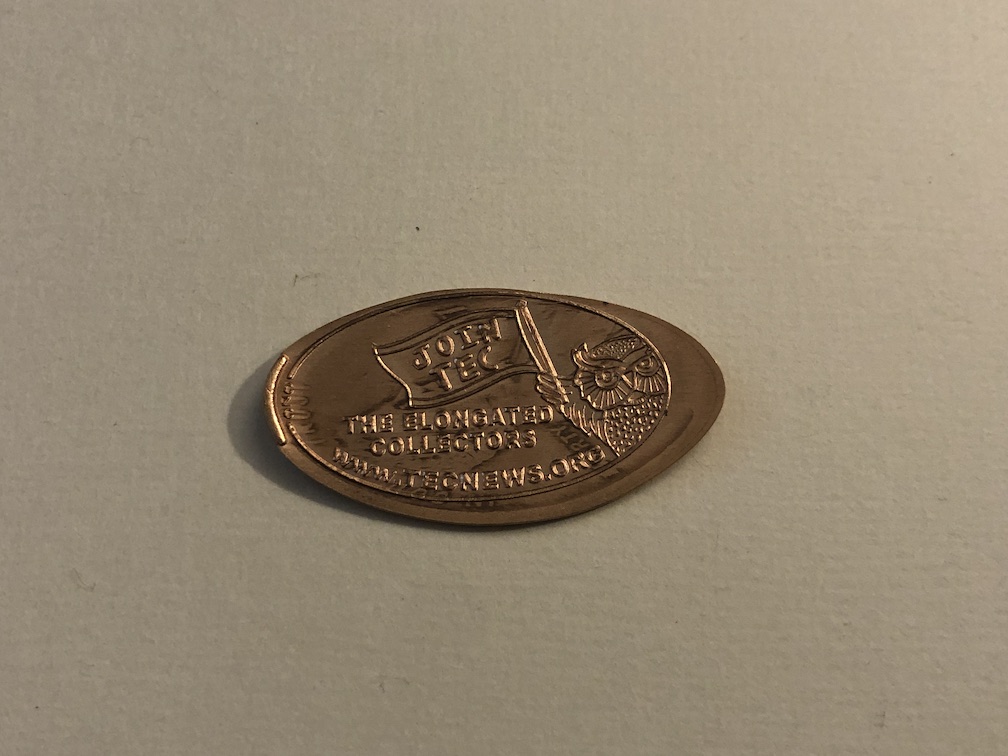 JOIN
TEC
THE ELONGATED
COLLECTORS
WWW.TECNEWS.ORG